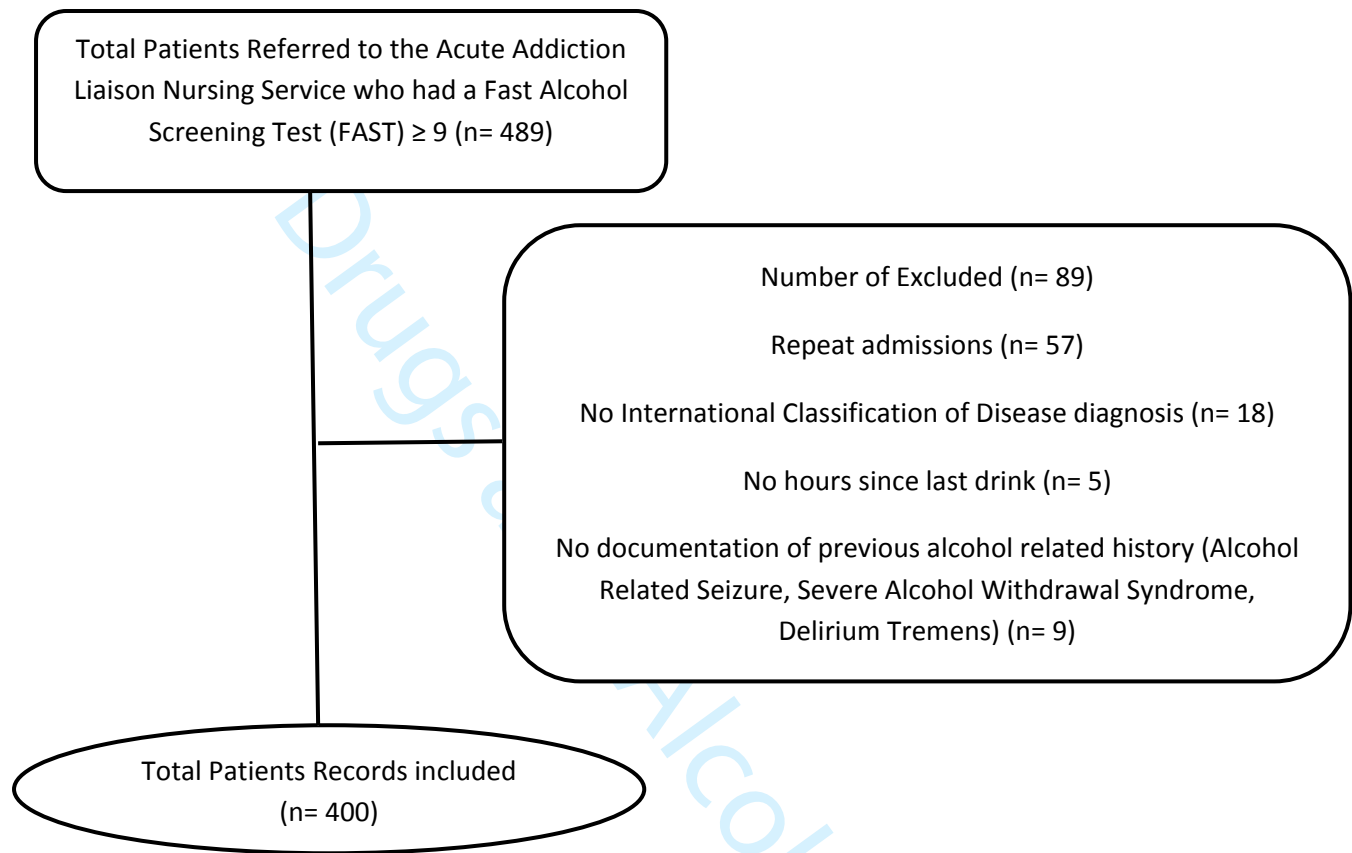 Total Patients Referred to the Acute Addiction
Liaison Nursing Service who had a Fast Alcohol
Screening Test (FAST) ≥ 9 (n= 489)
Number of Excluded (n= 89)
Repeat admissions (n= 57)
No International Classification of Disease diagnosis (n= 18)
No hours since last drink (n= 5)
No documentation of previous alcohol related history (Alcohol
Related Seizure, Severe Alcohol Withdrawal Syndrome,
Delirium Tremens) (n= 9)
Total Patients Records included
(n= 400)
Drugs a
Alcoh